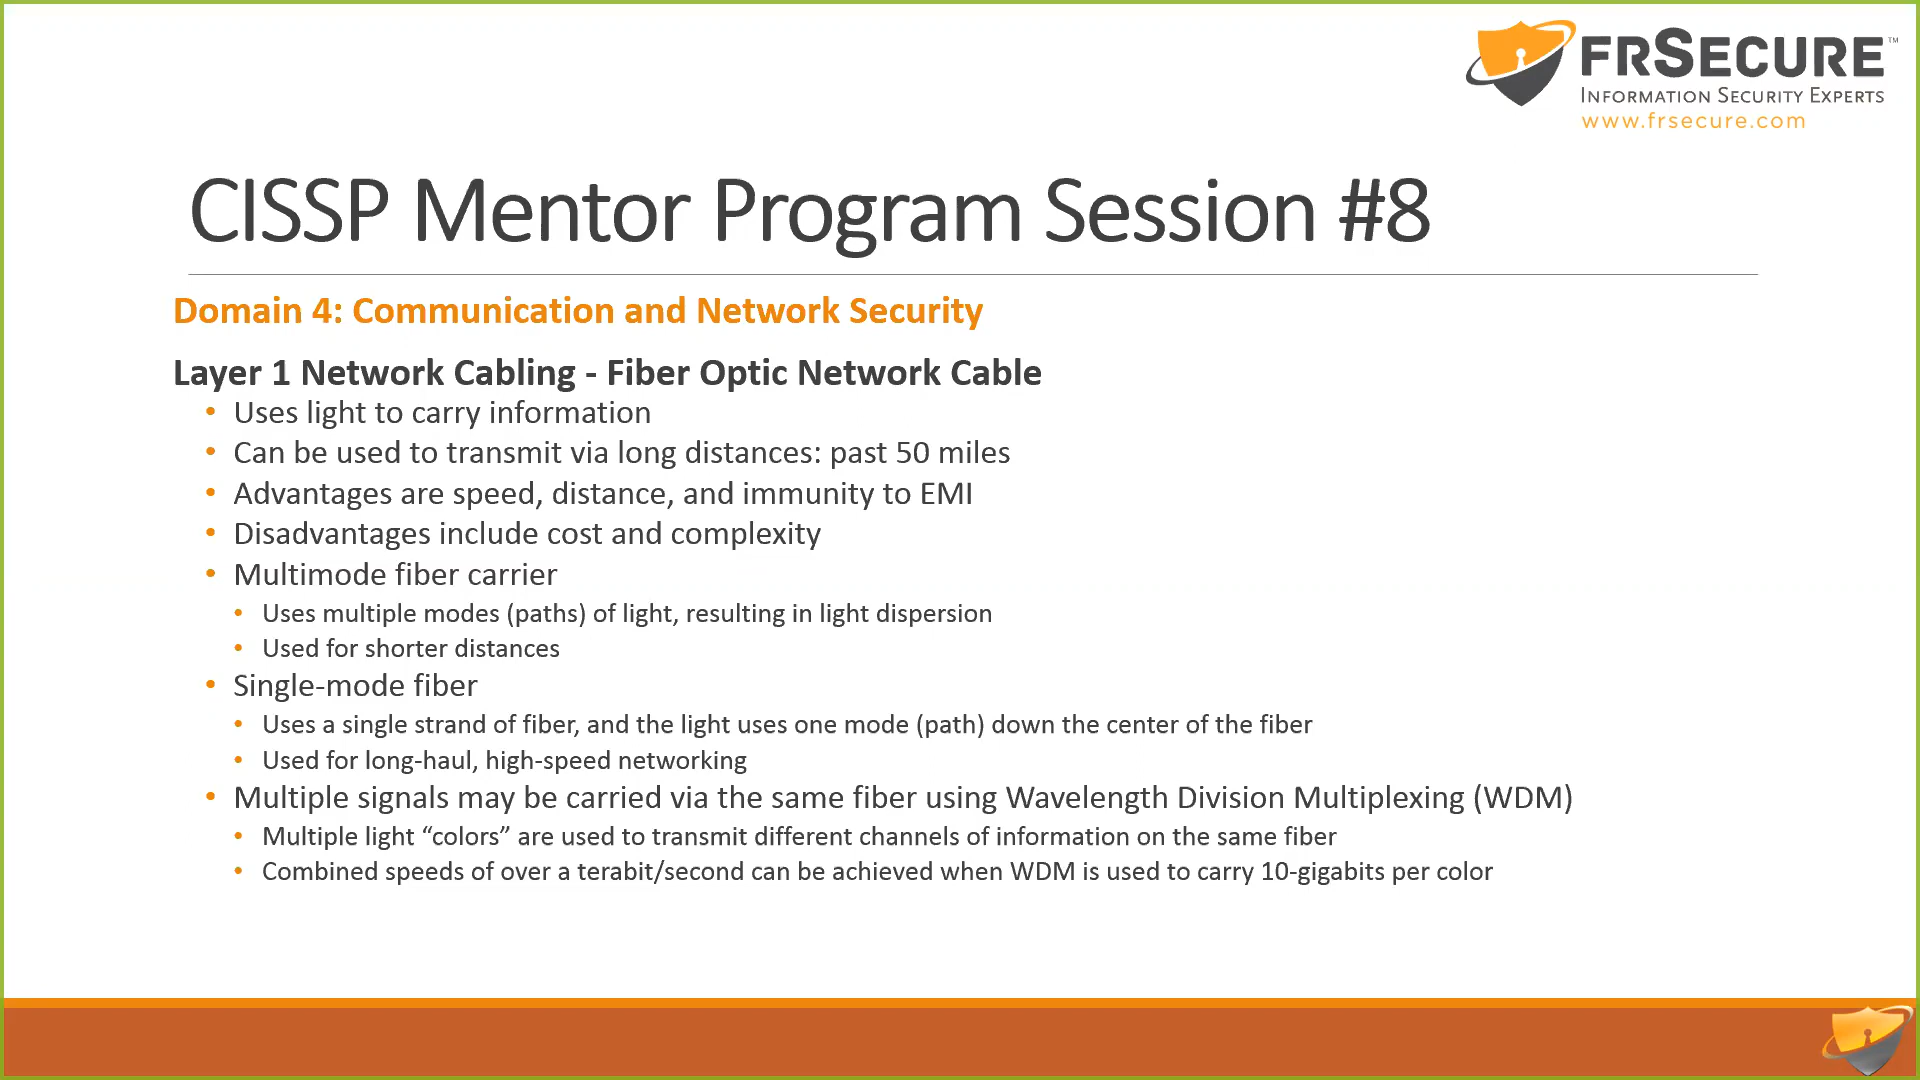 FRSECURE™
INFORMATION SECURITY EXPERTS
www.frsecure.com
CISSP Mentor Program Session #8
Domain 4: Communication and Network Security
Layer 1 Network Cabling - Fiber Optic Network Cable
• Uses light to carry information
• Can be used to transmit via long distances: past 50 miles
• Advantages are speed, distance, and immunity to EMI
• Disadvantages include cost and complexity
• Multimode fiber carrier
• Uses multiple modes (paths) of light, resulting in light dispersion
• Used for shorter distances
• Single-mode fiber
• Uses a single strand of fiber, and the light uses one mode (path) down the center of the fiber
• Used for long-haul, high-speed networking
• Multiple signals may be carried via the same fiber using Wavelength Division Multiplexing (WDM)
• Multiple light “colors” are used to transmit different channels of information on the same fiber
• Combined speeds of over a terabit/second can be achieved when WDM is used to carry 10-gigabits per color